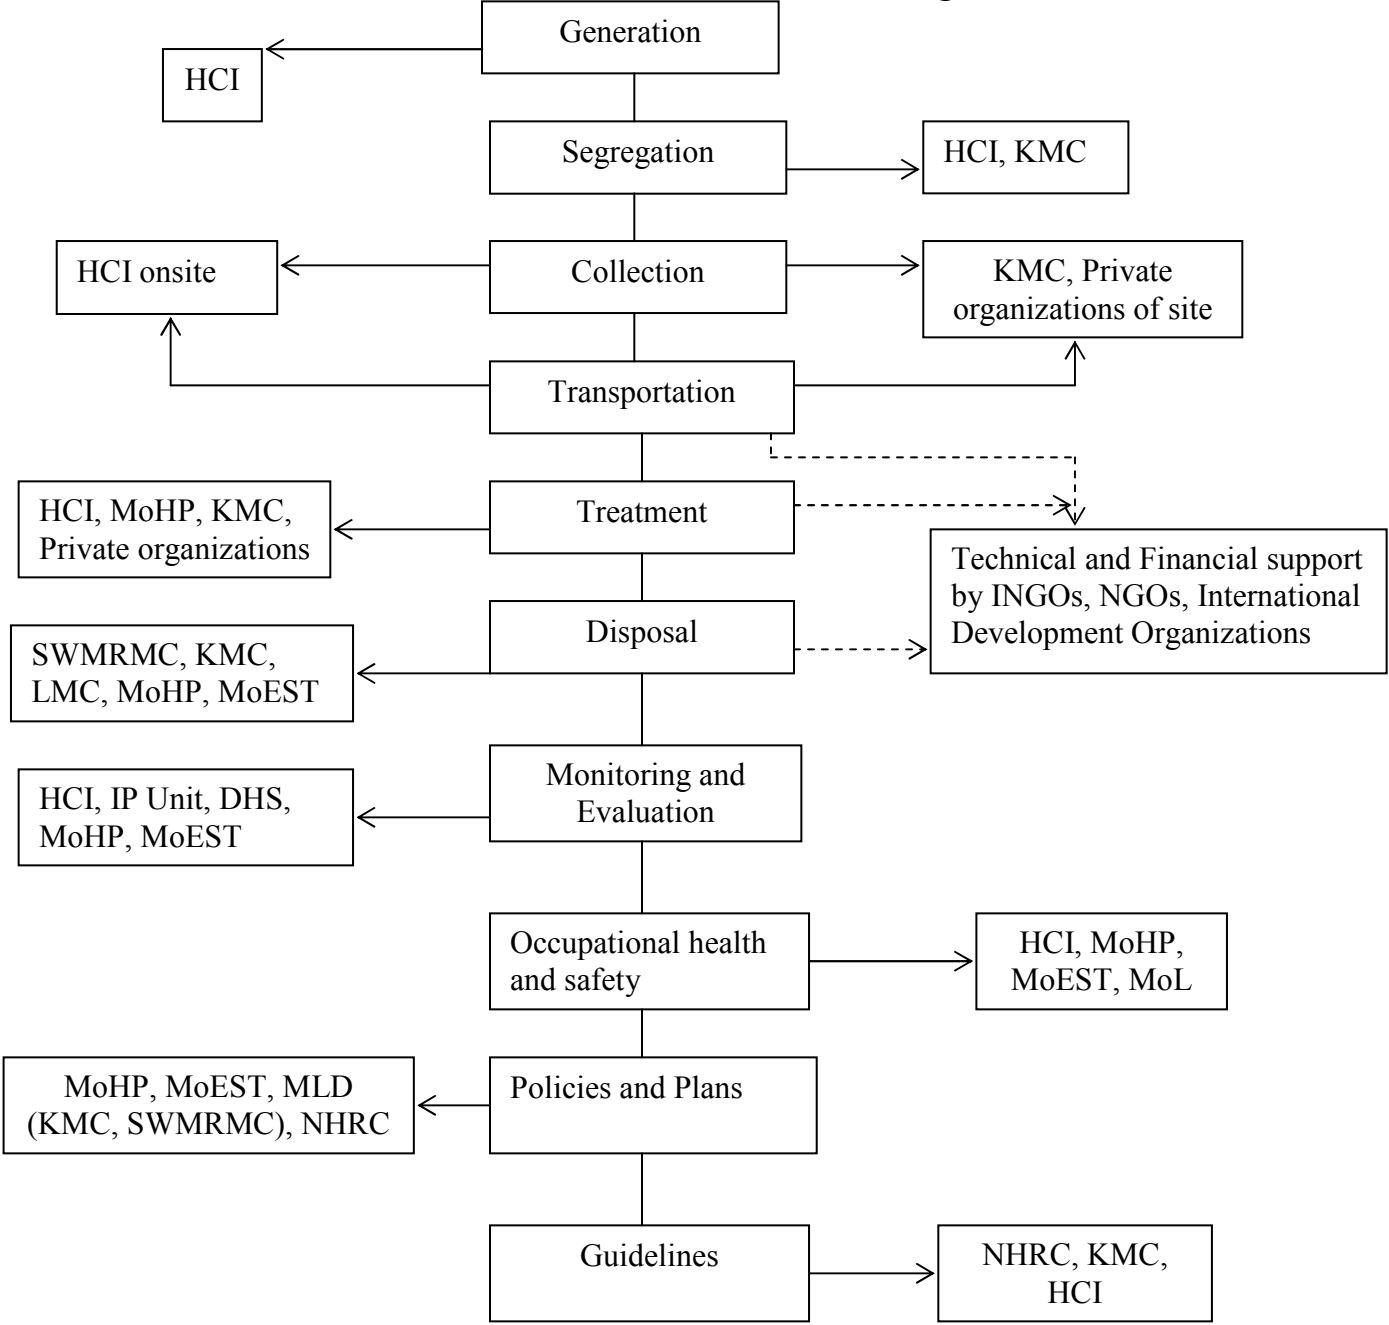 Generation
HCI
Segregation
HCI, KMC
HCI onsite
Collection
KMC, Private
organizations of site
Transportation
HCI, MoHP, KMC,
Private organizations
Treatment
Technical and Financial support
by INGOs, NGOs, International
Development Organizations
Disposal
SWMRMC, KMC,
LMC, MoHP, MoEST
Monitoring and
Evaluation
HCI, IP Unit, DHS,
MoHP, MoEST
Occupational health
and safety
HCI, MoHP,
MoEST, MoL
MoHP, MoEST, MLD
(KMC, SWMRMC), NHRC
Policies and Plans
Guidelines
NHRC, KMC,
HCI